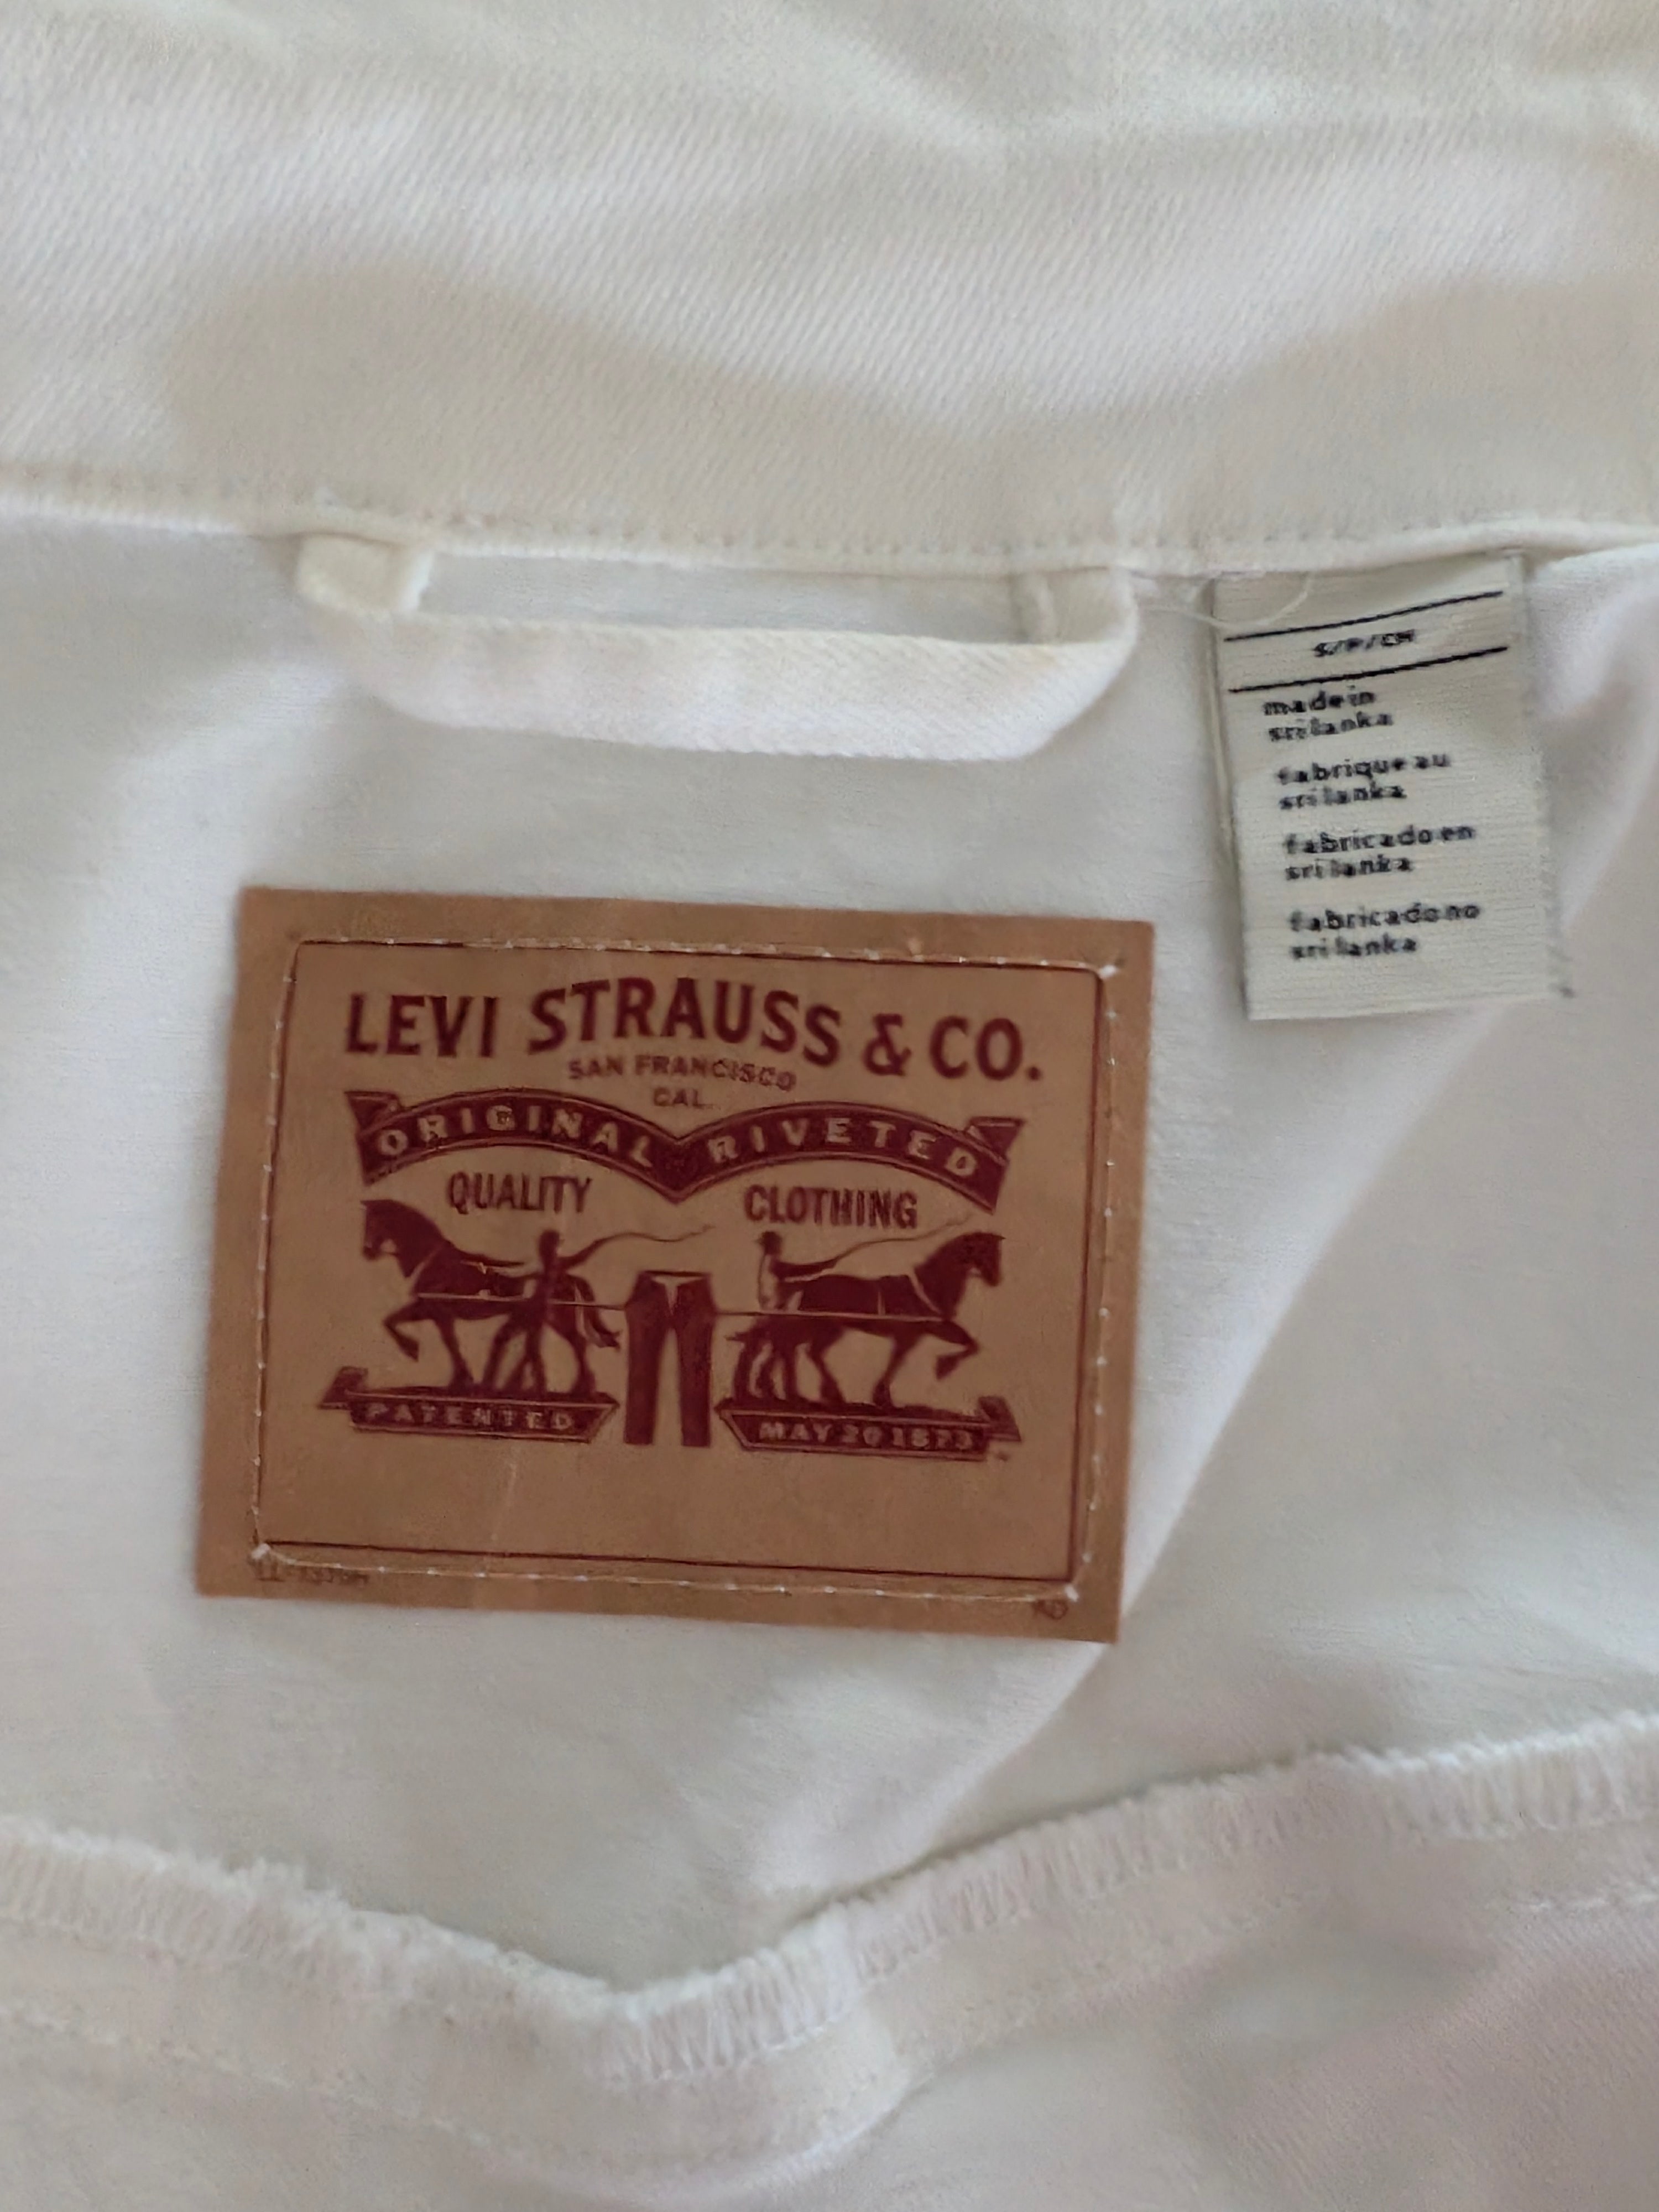 S/P/CH
made in
sri lanka
fabrique au
sri lanka
fabricado en
sri lanka
fabricado no
sri lanka
LEVI STRAUSS & CO.
SAN FRANCISCO
CAL.
ORIGINAL RIVETED
QUALITY CLOTHING
PATENTED MAY 20 1873